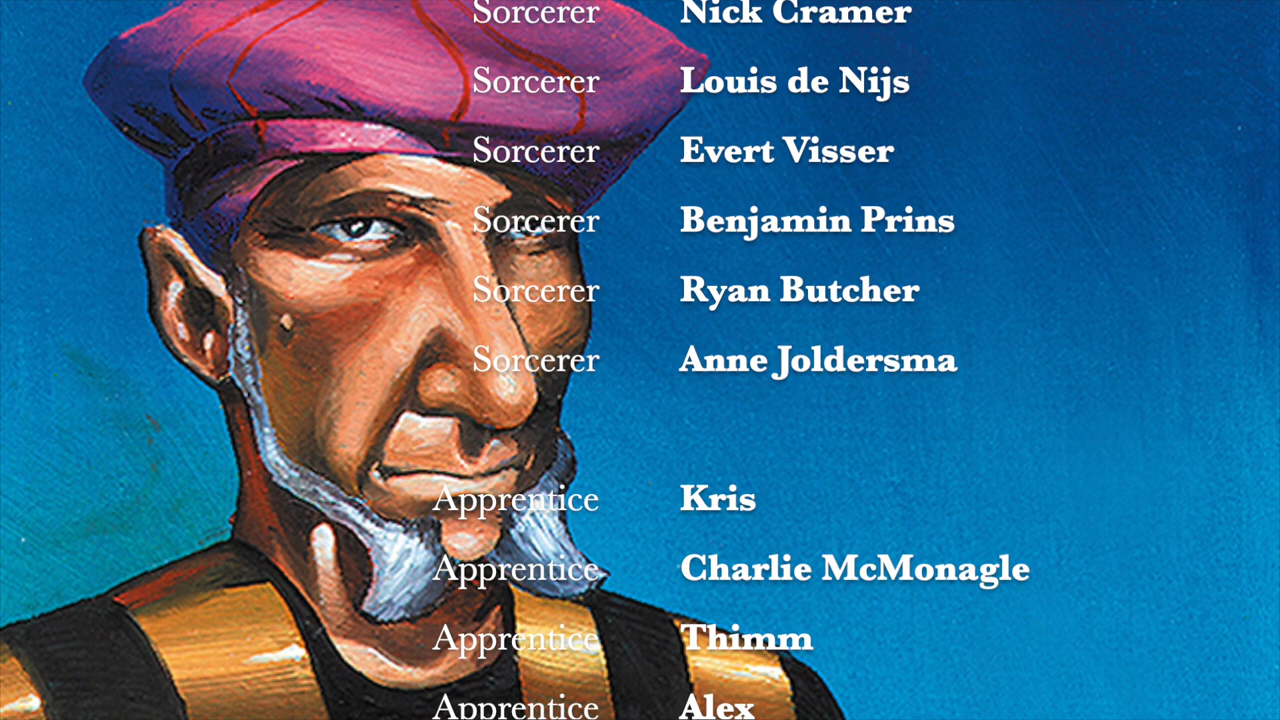 Sorcerer Nick Cramer
Sorcerer Louis de Nijs
Sorcerer Evert Visser
Sorcerer Benjamin Prins
Sorcerer Ryan Butcher
Sorcerer Anne Joldersma
Apprentice Kris
Apprentice Charlie McMonagle
Apprentice Thimm
Apprentice Alex